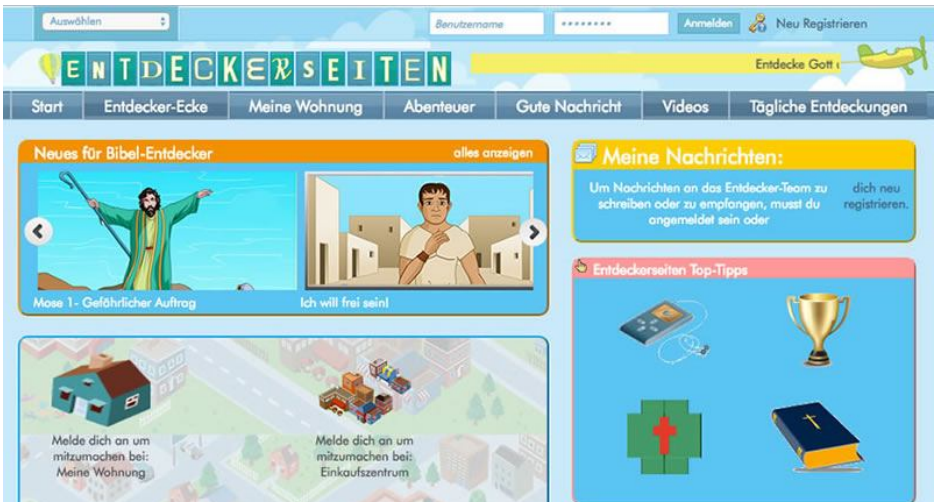 Auswählen
Benutzername
Anmelden
Neu Registrieren
ENTDECKERSEITEN
Entdecke Gott
Start
Entdecker-Ecke
Meine Wohnung
Abenteuer
Gute Nachricht
Videos
Tägliche Entdeckungen
Neues für Bibel-Entdecker
alles anzeigen
Mose 1- Gefährlicher Auftrag
Ich will frei sein!
Meine Nachrichten:
Um Nachrichten an das Entdecker-Team zu
schreiben oder zu empfangen, musst du
angemeldet sein oder
dich neu
registrieren.
Entdeckerseiten Top-Tipps
Melde dich an um
mitzumachen bei:
Meine Wohnung
Melde dich an um
mitzumachen bei:
Einkaufszentrum